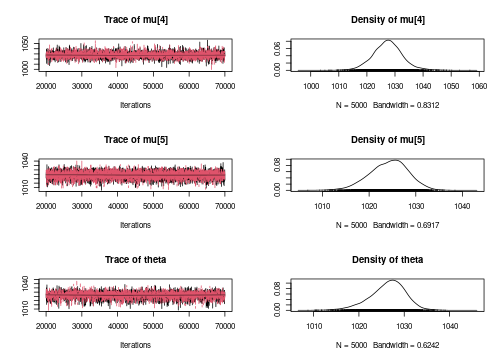 Trace of mu[4]
1000 1050
20000 30000 40000 50000 60000 70000
Iterations
Density of mu[4]
0.00 0.06
1000 1010 1020 1030 1040 1050 1060
N = 5000 Bandwidth = 0.8312
Trace of mu[5]
1010 1040
20000 30000 40000 50000 60000 70000
Iterations
Density of mu[5]
0.00 0.08
1010 1020 1030 1040
N = 5000 Bandwidth = 0.6917
Trace of theta
1010 1040
20000 30000 40000 50000 60000 70000
Iterations
Density of theta
0.00 0.08
1010 1020 1030 1040
N = 5000 Bandwidth = 0.6242